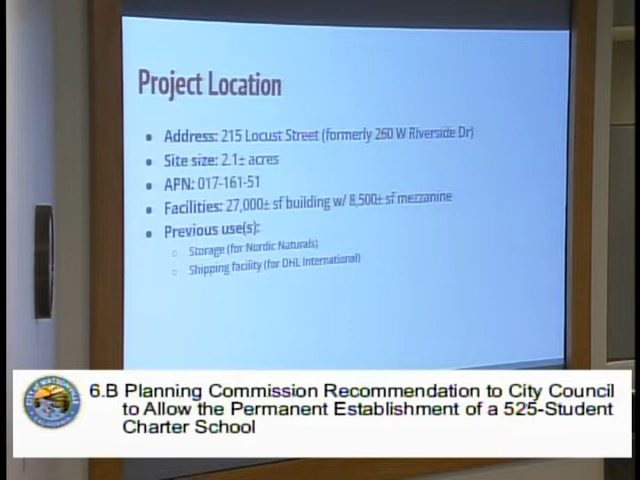 Project Location
• Address: 215 Locust Street (formerly 260 W Riverside Dr)
• Site size: 2.1± acres
• APN: 017-161-51
• Facilities: 27,000± sf building w/ 8,500± sf mezzanine
• Previous use(s):
○ Storage (for Nordic Naturals)
○ Shipping facility (for DHL International)
6.B Planning Commission Recommendation to City Council
to Allow the Permanent Establishment of a 525-Student
Charter School